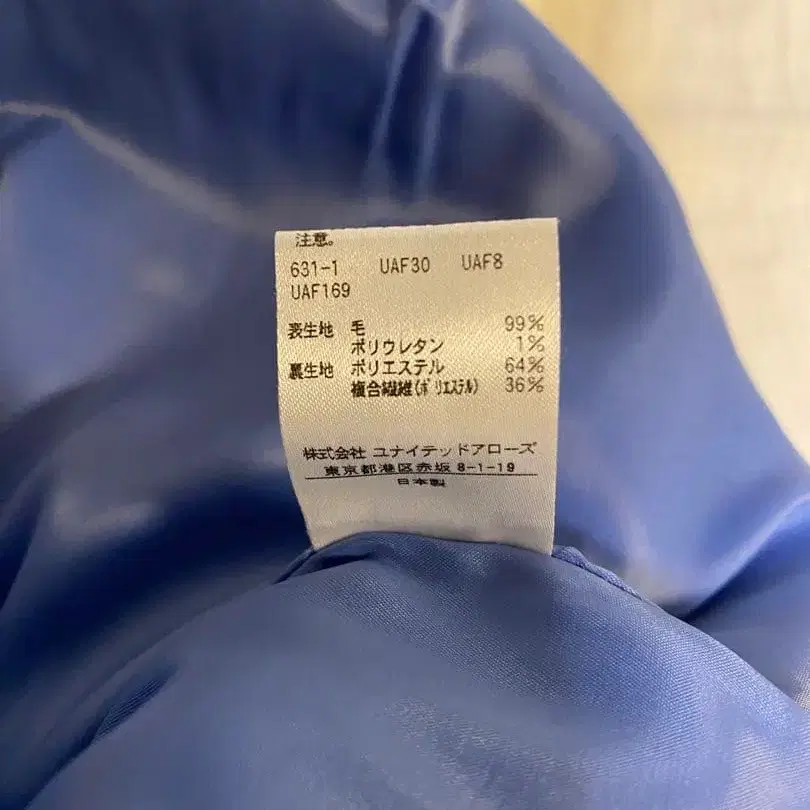 注意。
631-1 UAF30 UAF8
UAF169
表生地 毛 99%
ポリウレタン 1%
裏生地 ポリエステル 64%
複合繊維(ポリエステル) 36%
株式会社 ユナイテッドアローズ
東京都港区赤坂 8-1-19
日本製